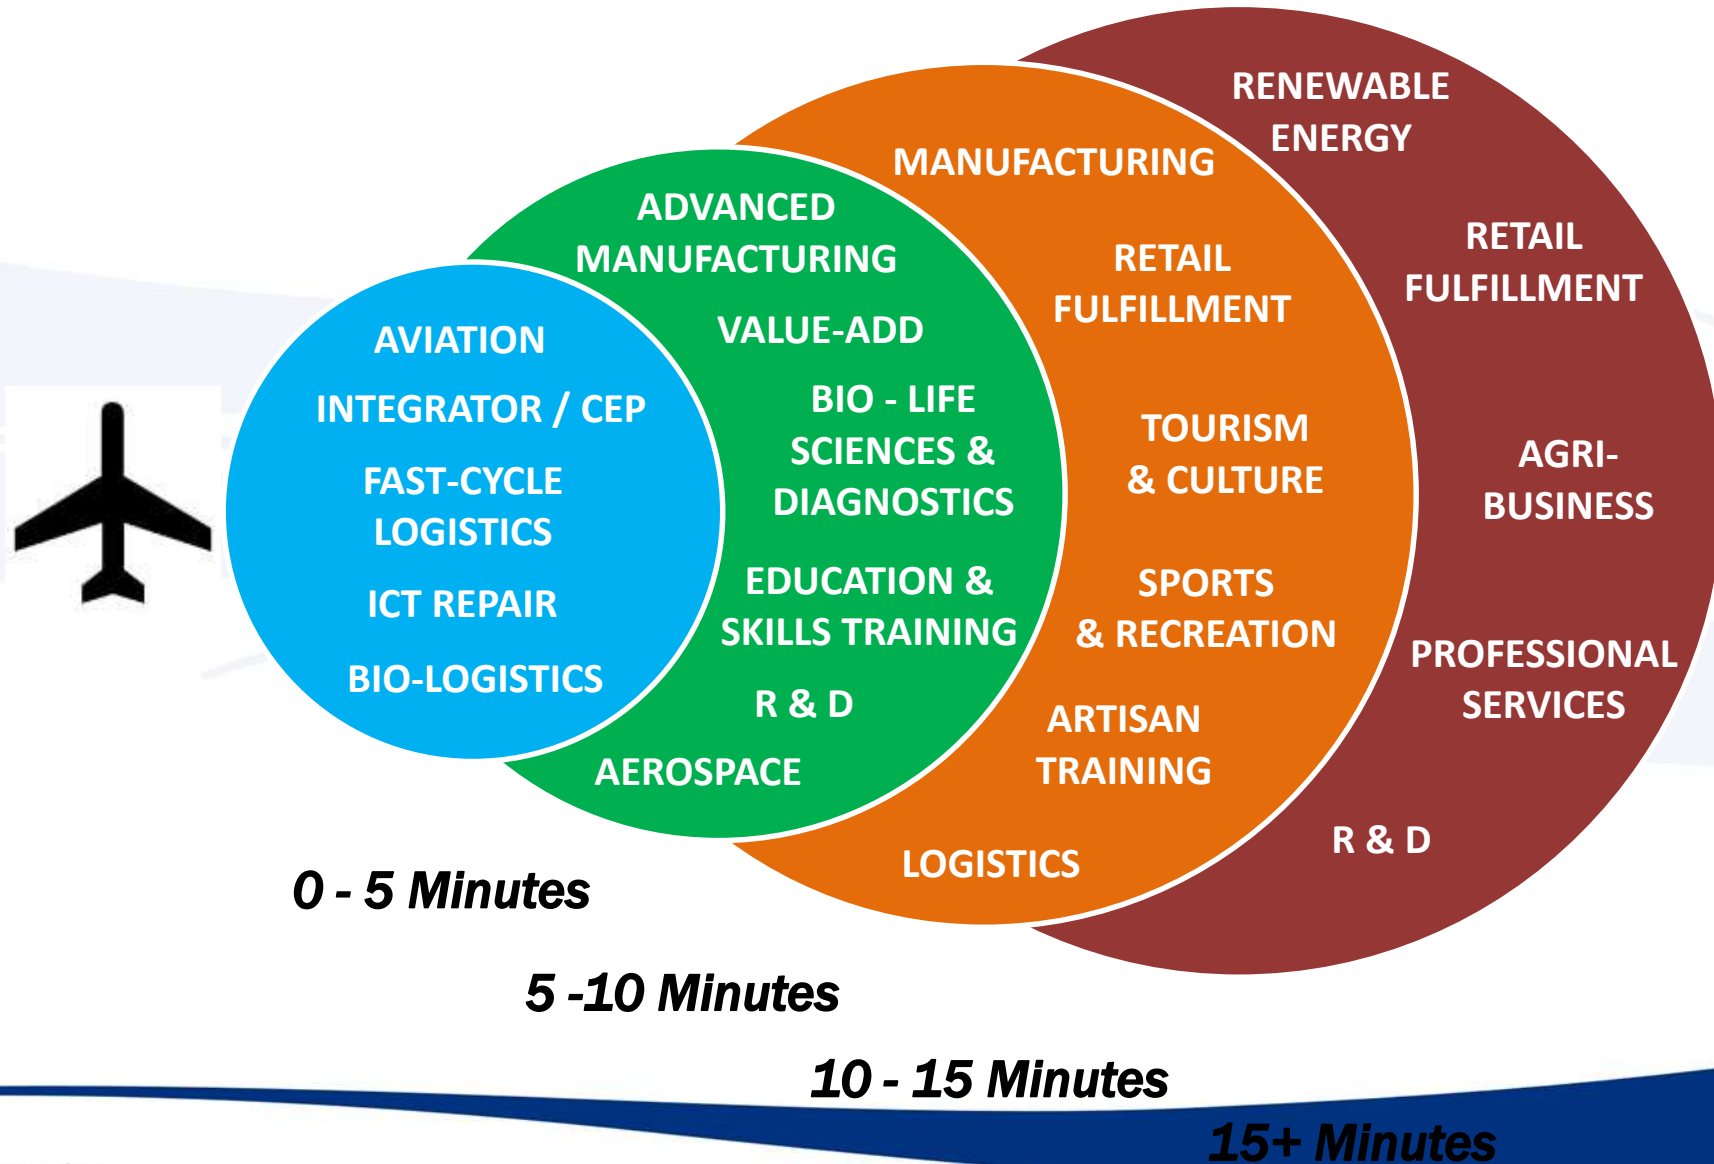 AVIATION
INTEGRATOR / CEP
FAST-CYCLE
LOGISTICS
ICT REPAIR
BIO-LOGISTICS
ADVANCED
MANUFACTURING
VALUE-ADD
BIO - LIFE
SCIENCES &
DIAGNOSTICS
EDUCATION &
SKILLS TRAINING
R & D
AEROSPACE
MANUFACTURING
RETAIL
FULFILLMENT
TOURISM
& CULTURE
SPORTS
& RECREATION
ARTISAN
TRAINING
LOGISTICS
RENEWABLE
ENERGY
RETAIL
FULFILLMENT
AGRI-
BUSINESS
PROFESSIONAL
SERVICES
R & D
0 - 5 Minutes
5 -10 Minutes
10 - 15 Minutes
15+ Minutes